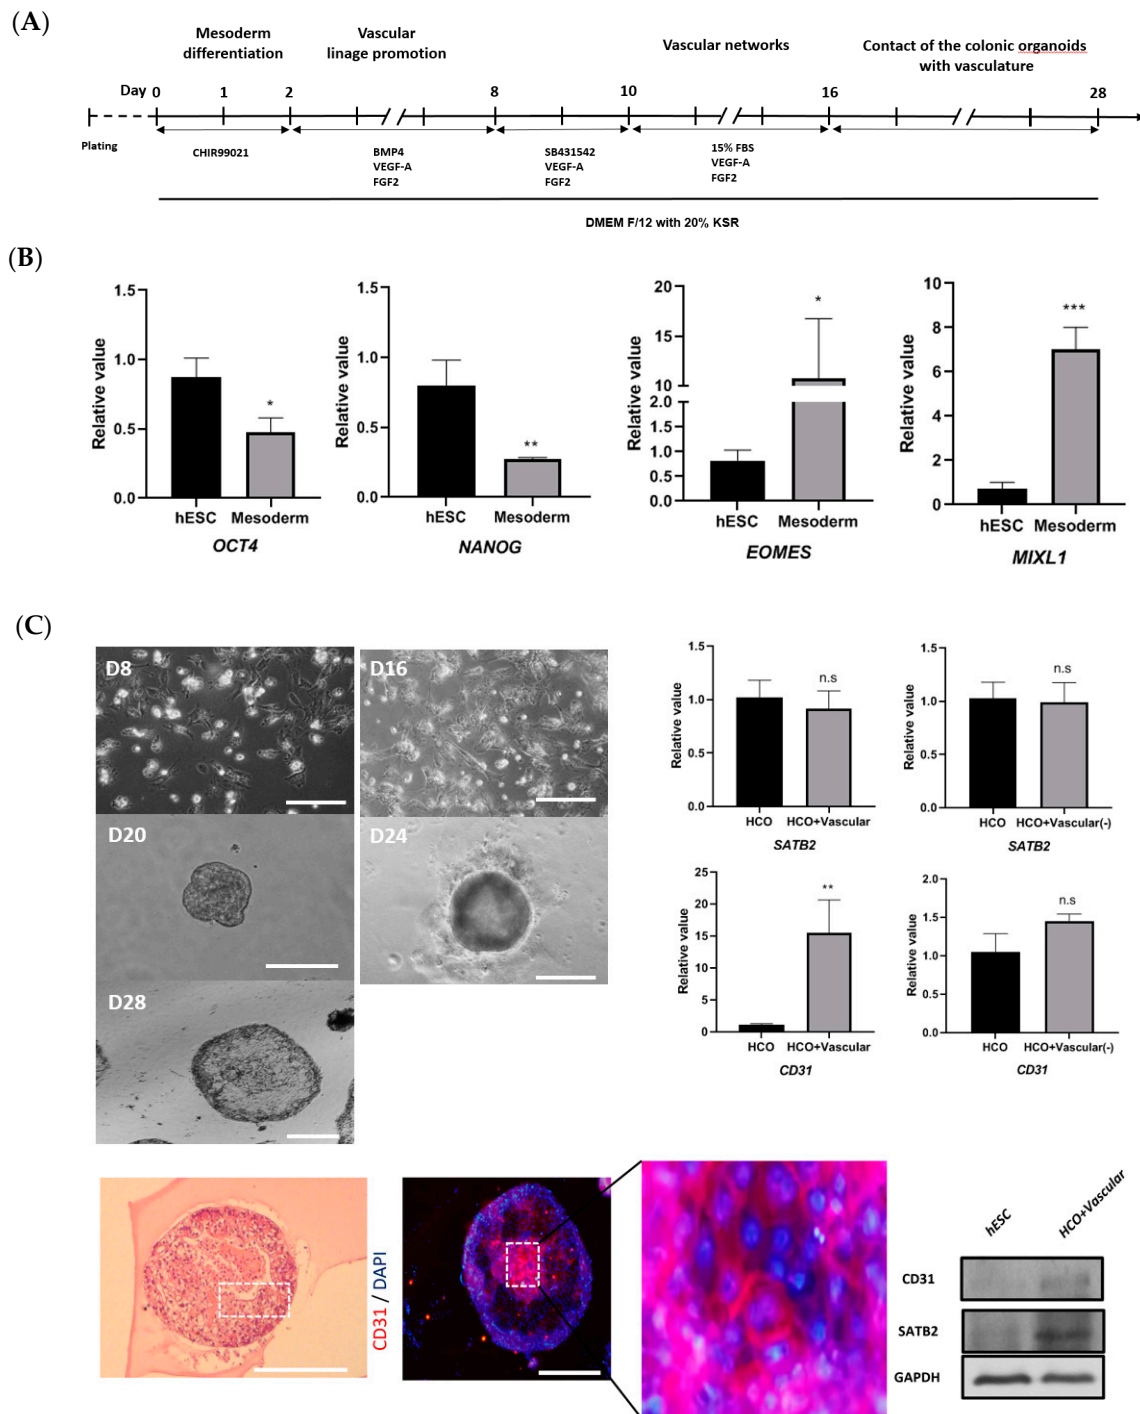 (A)
Mesoderm
differentiation
Vascular
linage promotion
Vascular networks
Contact of the colonic organoids
with vasculature
Day 0 1 2 8 10 16 28
Plating
CHIR99021
BMP4
VEGF-A
FGF2
SB431542
VEGF-A
FGF2
15% FBS
VEGF-A
FGF2
DMEM F/12 with 20% KSR
(B)
Relative value
1.5
1.0
0.5
0.0
*
hESC Mesoderm
OCT4
Relative value
1.5
1.0
0.5
0.0
**
hESC Mesoderm
NANOG
Relative value
20
15
10
2.0
1.5
1.0
0.5
0.0
*
hESC Mesoderm
EOMES
Relative value
10
8
6
4
2
0
***
hESC Mesoderm
MIXL1
(C)
D8
D16
D20
D24
D28
Relative value
1.5
1.0
0.5
0.0
n.s
HCO HCO+Vascular
SATB2
Relative value
1.5
1.0
0.5
0.0
n.s
HCO HCO+Vascular(-)
SATB2
Relative value
25
20
15
10
5
0
**
HCO HCO+Vascular
CD31
Relative value
2.0
1.5
1.0
0.5
0.0
n.s
HCO HCO+Vascular(-)
CD31
CD31 / DAPI
hESC
HCO+Vascular
CD31
SATB2
GAPDH